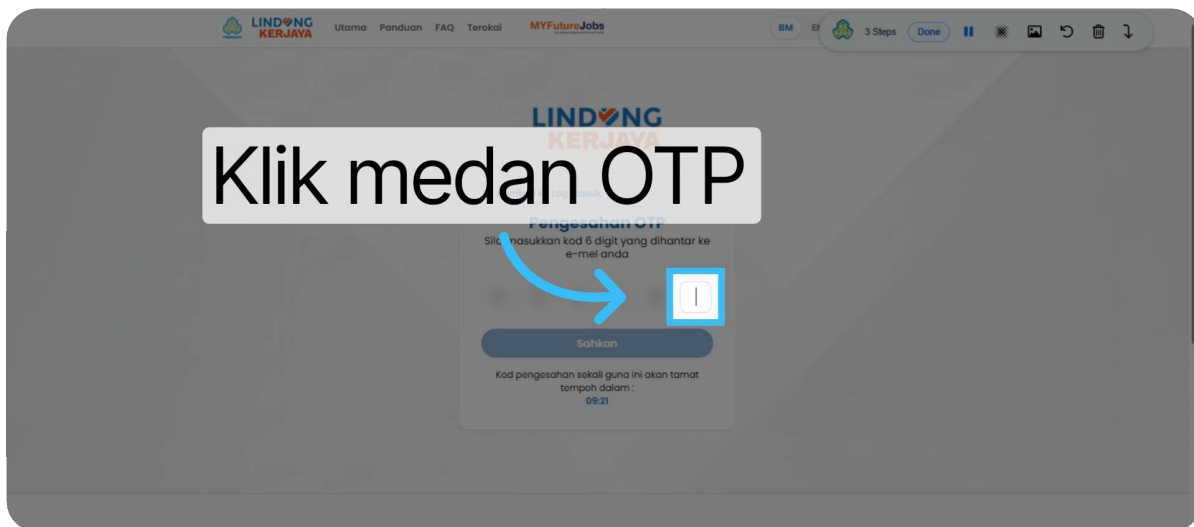 LINDUNG KERJAYA
Utama Panduan FAQ Terokai MYFutureJobs BM 3 Steps Done
LINDUNG
KERJAYA
Klik medan OTP
Pengesahan OTP
Sila masukkan kod 6 digit yang dihantar ke
e-mel anda
Sahkan
Kod pengesahan sekali guna ini akan tamat
tempoh dalam :
09:21